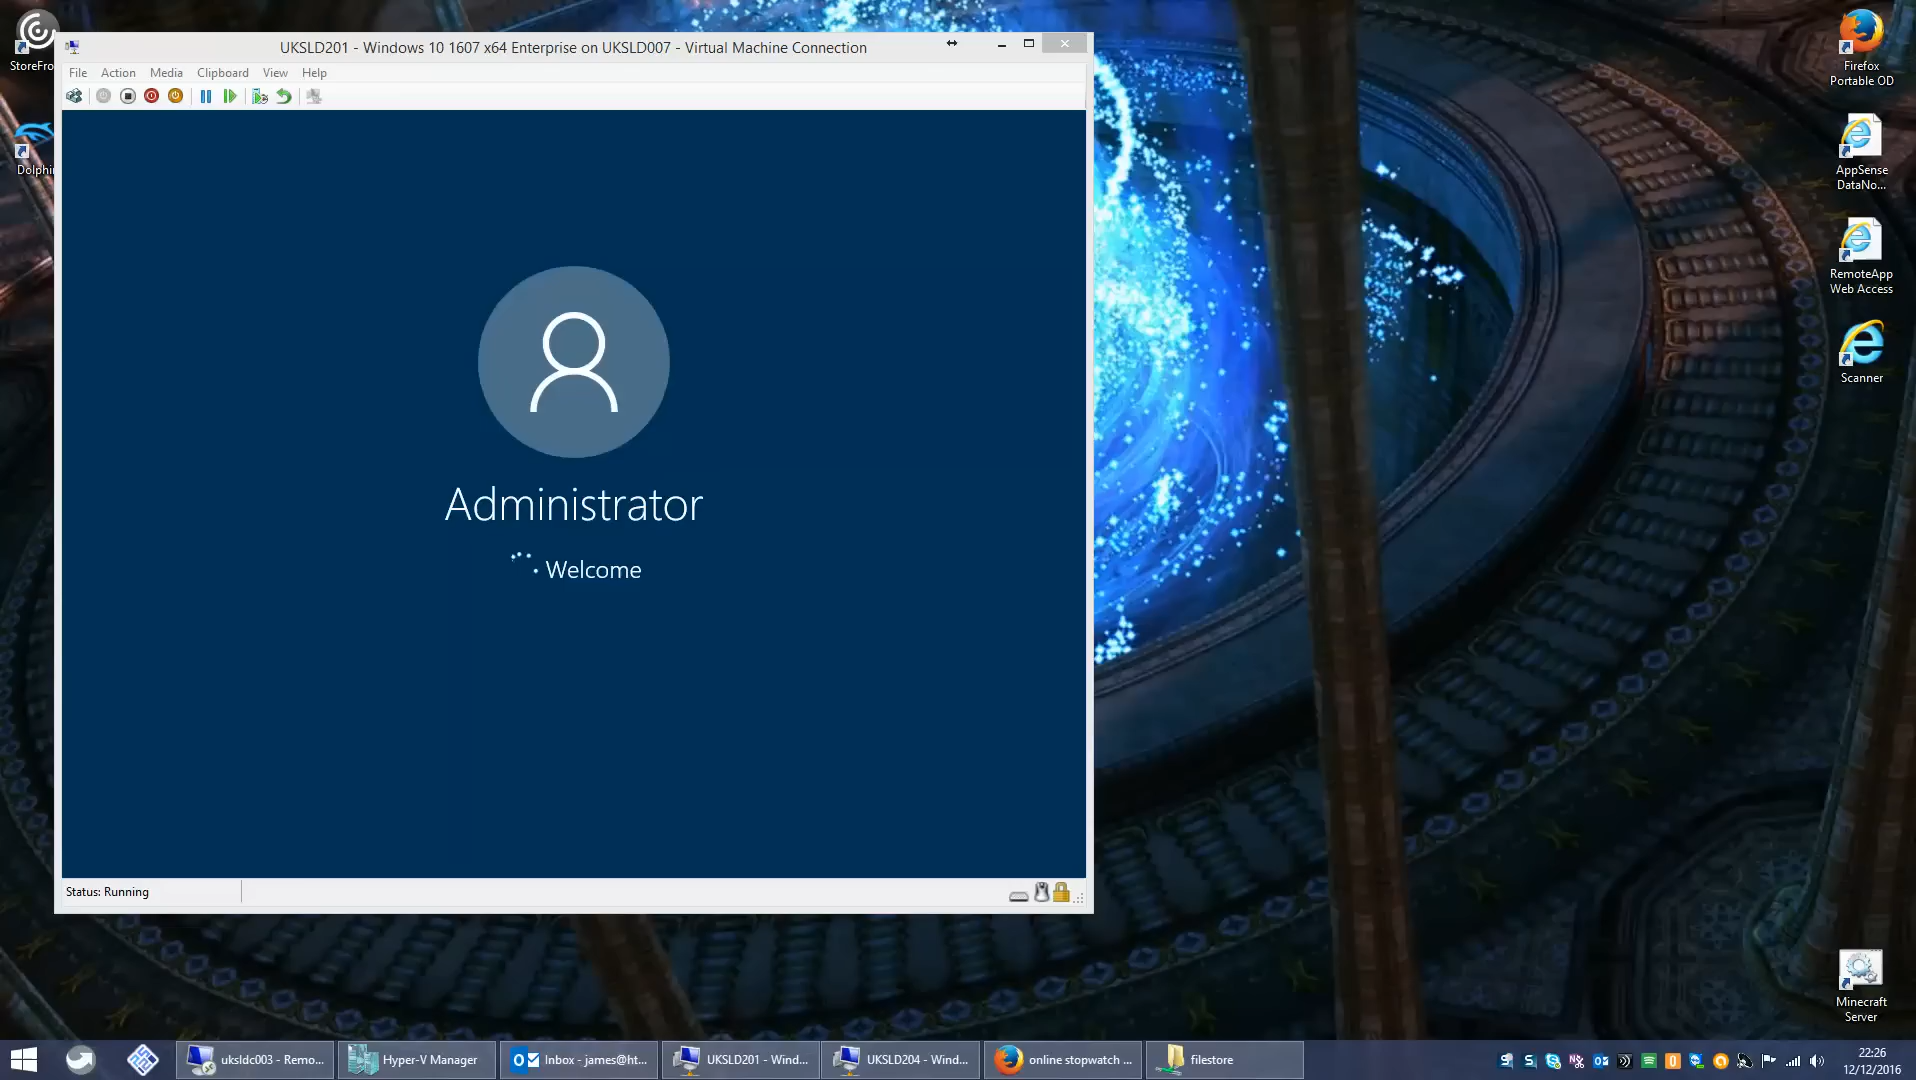 StoreFro
Dolphi
UKSLD201 - Windows 10 1607 x64 Enterprise on UKSLD007 - Virtual Machine Connection
File Action Media Clipboard View Help
Administrator
Welcome
Status: Running
Firefox
Portable OD
AppSense
DataNo...
RemoteApp
Web Access
Scanner
Minecraft
Server
uksldc003 - Remo...
Hyper-V Manager
Inbox - james@ht...
UKSLD201 - Wind...
UKSLD204 - Wind...
online stopwatch ...
filestore
22:26
12/12/2016